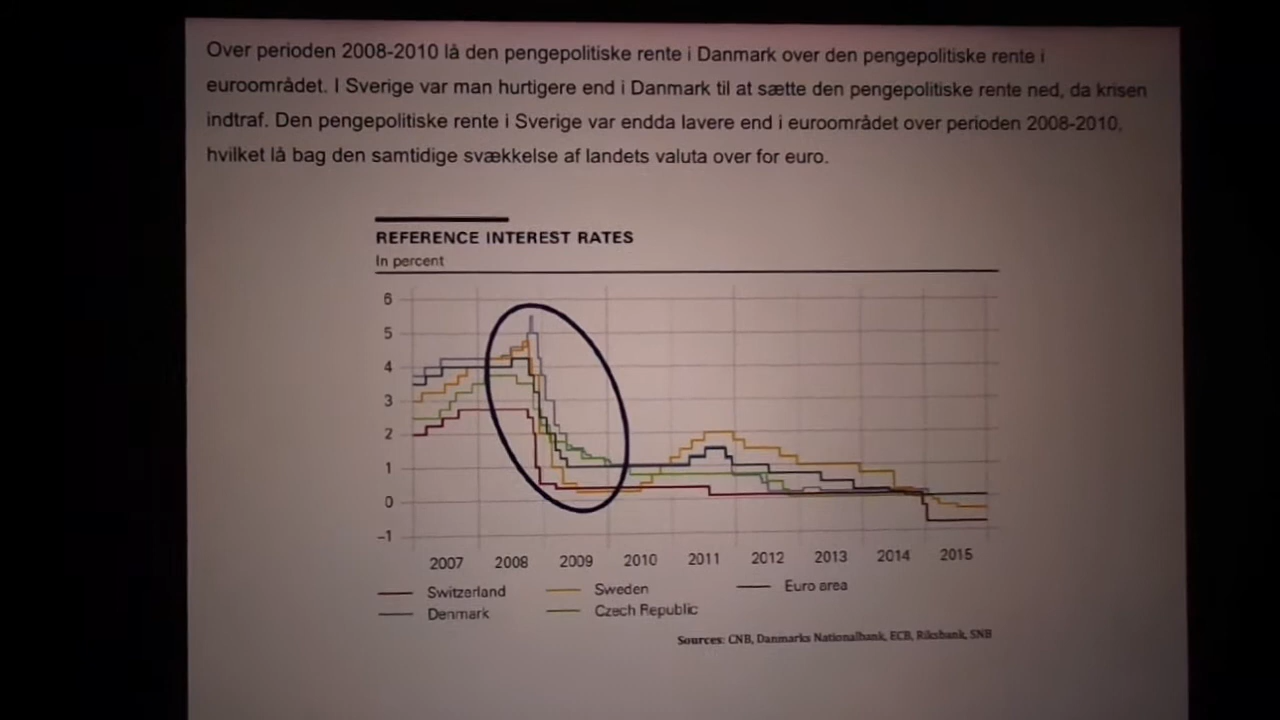 Over perioden 2008-2010 lå den pengepolitiske rente i Danmark over den pengepolitiske rente i
euroområdet. I Sverige var man hurtigere end i Danmark til at sætte den pengepolitiske rente ned, da krisen
indtraf. Den pengepolitiske rente i Sverige var endda lavere end i euroområdet over perioden 2008-2010,
hvilket lå bag den samtidige svækkelse af landets valuta over for euro.
REFERENCE INTEREST RATES
In percent
6
5
4
3
2
1
0
–1
2007 2008 2009 2010 2011 2012 2013 2014 2015
Switzerland Sweden Euro area
Denmark Czech Republic
Sources: CNB, Danmarks Nationalbank, ECB, Riksbank, SNB